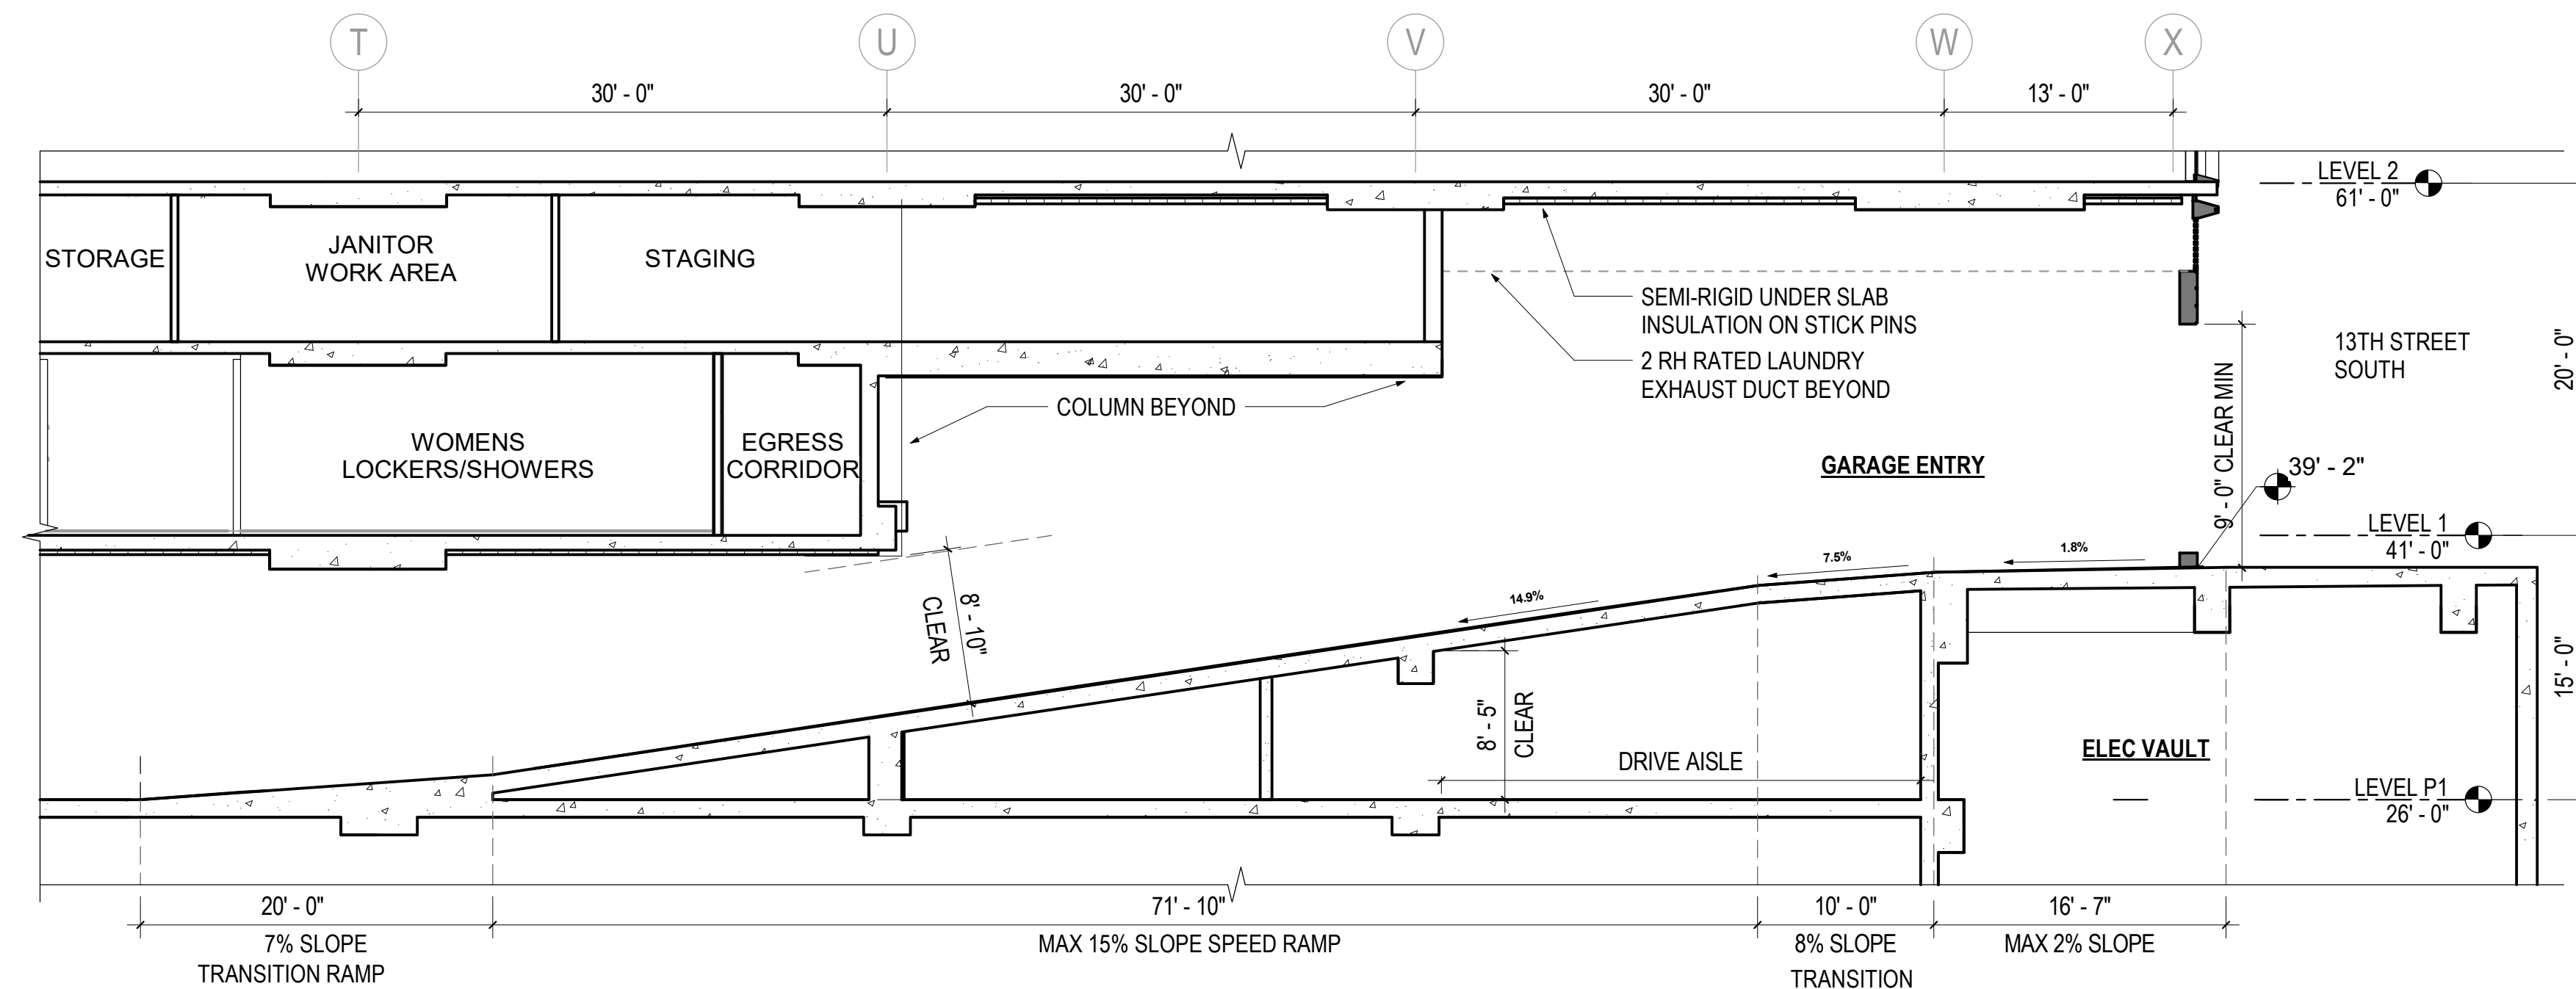 T
U
V
W
X
30' - 0"
30' - 0"
30' - 0"
13' - 0"
LEVEL 2
61' - 0"
STORAGE
JANITOR
WORK AREA
STAGING
SEMI-RIGID UNDER SLAB
INSULATION ON STICK PINS
2 RH RATED LAUNDRY
EXHAUST DUCT BEYOND
13TH STREET
SOUTH
20' - 0"
COLUMN BEYOND
WOMENS
LOCKERS/SHOWERS
EGRESS
CORRIDOR
GARAGE ENTRY
9' - 0" CLEAR MIN
39' - 2"
LEVEL 1
41' - 0"
1.8%
7.5%
14.9%
8' - 10"
CLEAR
8' - 5"
CLEAR
DRIVE AISLE
ELEC VAULT
15' - 0"
LEVEL P1
26' - 0"
20' - 0"
71' - 10"
10' - 0"
16' - 7"
7% SLOPE
TRANSITION RAMP
MAX 15% SLOPE SPEED RAMP
8% SLOPE
TRANSITION
MAX 2% SLOPE